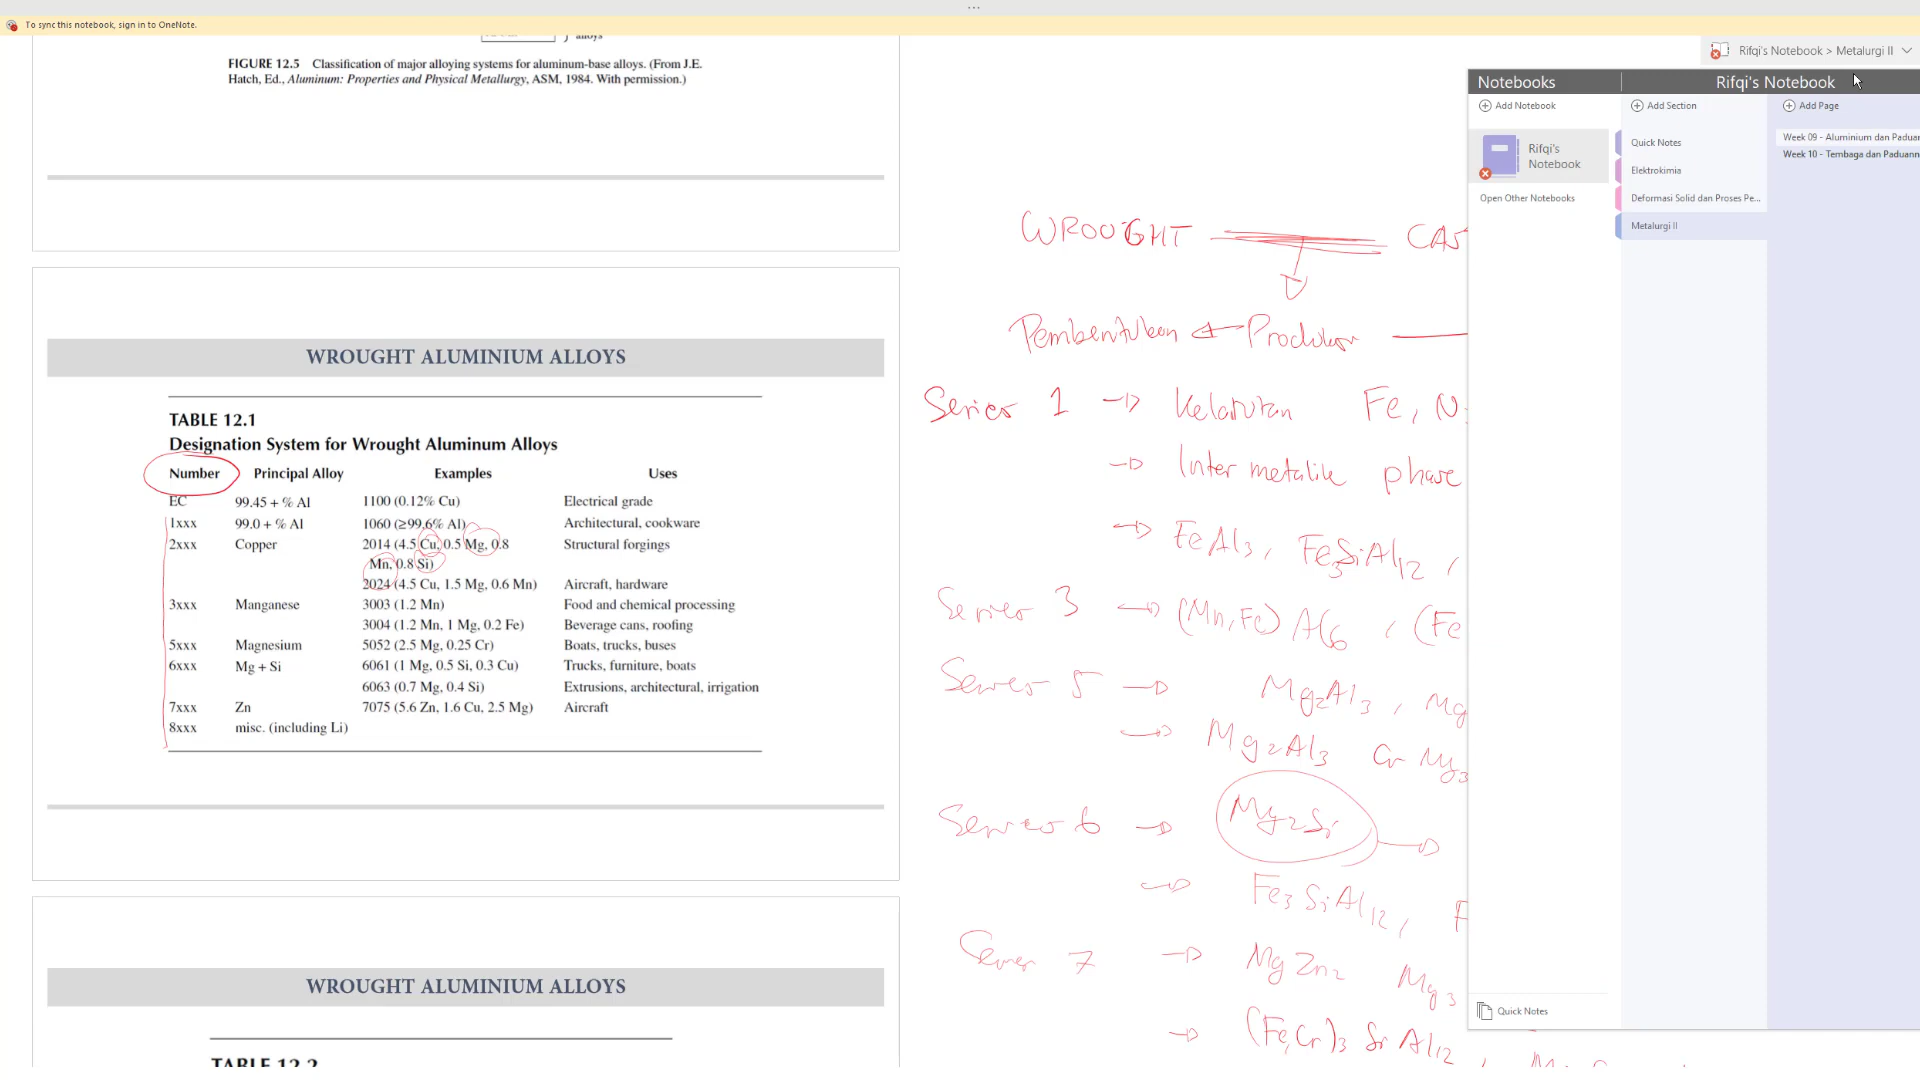 To sync this notebook, sign in to OneNote.
alloys
FIGURE 12.5 Classification of major alloying systems for aluminum-base alloys. (From J.E.
Hatch, Ed., Aluminum: Properties and Physical Metallurgy, ASM, 1984. With permission.)
WROUGHT ALUMINIUM ALLOYS
TABLE 12.1
Designation System for Wrought Aluminum Alloys
Number Principal Alloy Examples Uses
EC 99.45 + % Al 1100 (0.12% Cu) Electrical grade
1xxx 99.0 + % Al 1060 (≥99.6% Al) Architectural, cookware
2xxx Copper 2014 (4.5 Cu, 0.5 Mg, 0.8 Structural forgings
Mn, 0.8 Si)
2024 (4.5 Cu, 1.5 Mg, 0.6 Mn) Aircraft, hardware
3xxx Manganese 3003 (1.2 Mn) Food and chemical processing
3004 (1.2 Mn, 1 Mg, 0.2 Fe) Beverage cans, roofing
5xxx Magnesium 5052 (2.5 Mg, 0.25 Cr) Boats, trucks, buses
6xxx Mg + Si 6061 (1 Mg, 0.5 Si, 0.3 Cu) Trucks, furniture, boats
6063 (0.7 Mg, 0.4 Si) Extrusions, architectural, irrigation
7xxx Zn 7075 (5.6 Zn, 1.6 Cu, 2.5 Mg) Aircraft
8xxx misc. (including Li)
WROUGHT ALUMINIUM ALLOYS
TABLE 12.2
WROUGHT CAS
Pembentukan Produksi
Series 1 → Kelarutan Fe, N
→ Intermetalik phase
→ FeAl3, Fe3SiAl12,
Series 3 → (Mn,Fe) Al6, (Fe
Series 5 → Mg2Al3, Mg
→ Mg2Al3 Cr Mg3
Series 6 → Mg2Si →
→ Fe3SiAl12, F
Series 7 → MgZn2 Mg3
→ (Fe,Cr)3 Si Al12,
Rifqi's Notebook > Metalurgi II
Notebooks
Rifqi's Notebook
Add Notebook
Add Section
Add Page
Rifqi's
Notebook
Open Other Notebooks
Quick Notes
Elektrokimia
Deformasi Solid dan Proses Pe...
Metalurgi II
Week 09 - Aluminium dan Paduan
Week 10 - Tembaga dan Paduann
Quick Notes